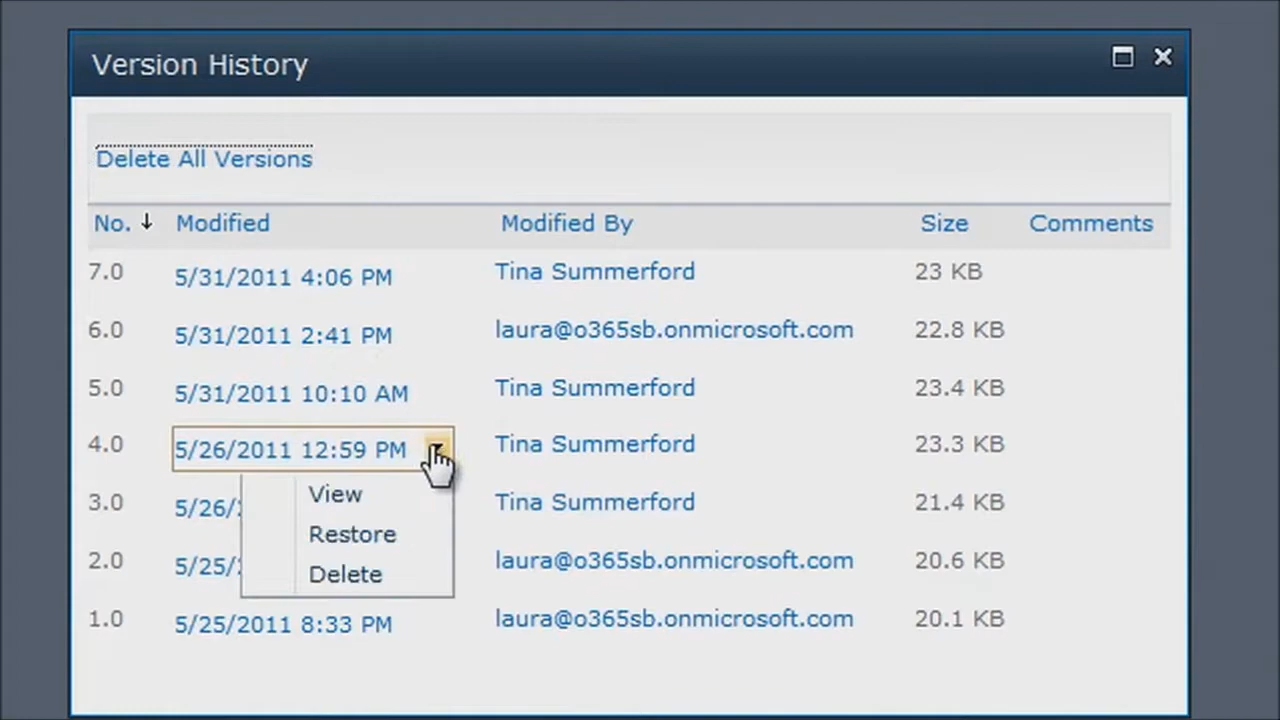 Version History
Delete All Versions
No. Modified Modified By Size Comments
7.0 5/31/2011 4:06 PM Tina Summerford 23 KB
6.0 5/31/2011 2:41 PM laura@o365sb.onmicrosoft.com 22.8 KB
5.0 5/31/2011 10:10 AM Tina Summerford 23.4 KB
4.0 5/26/2011 12:59 PM Tina Summerford 23.3 KB
View
3.0 5/26/ Tina Summerford 21.4 KB
Restore
2.0 5/25/ laura@o365sb.onmicrosoft.com 20.6 KB
Delete
1.0 5/25/2011 8:33 PM laura@o365sb.onmicrosoft.com 20.1 KB